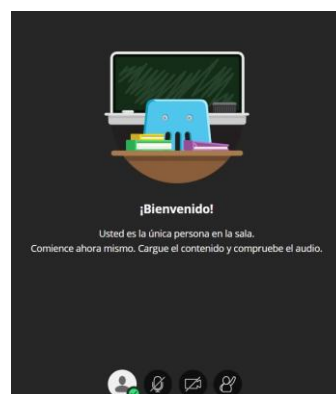 ¡Bienvenido!
Usted es la única persona en la sala.
Comience ahora mismo. Cargue el contenido y compruebe el audio.